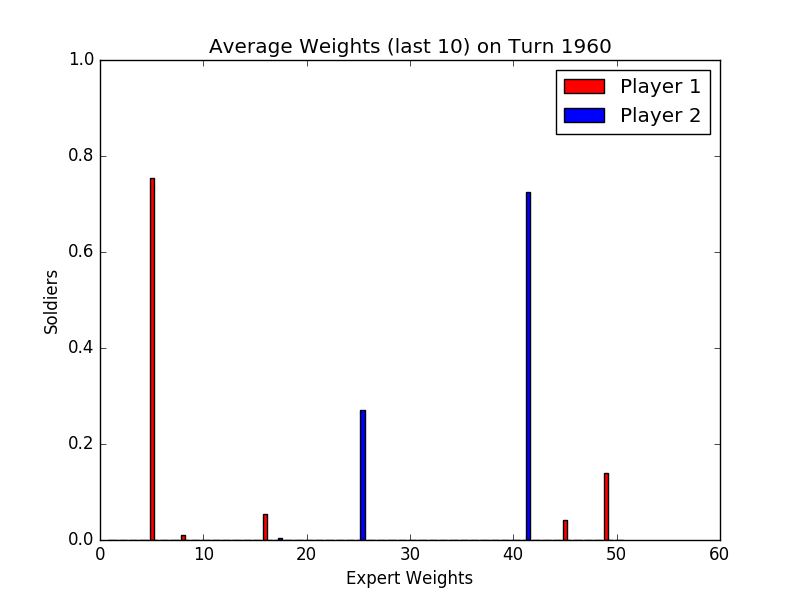 Average Weights (last 10) on Turn 1960
1.0
0.8
0.6
0.4
0.2
0.0
Soldiers
Player 1
Player 2
0 10 20 30 40 50 60
Expert Weights